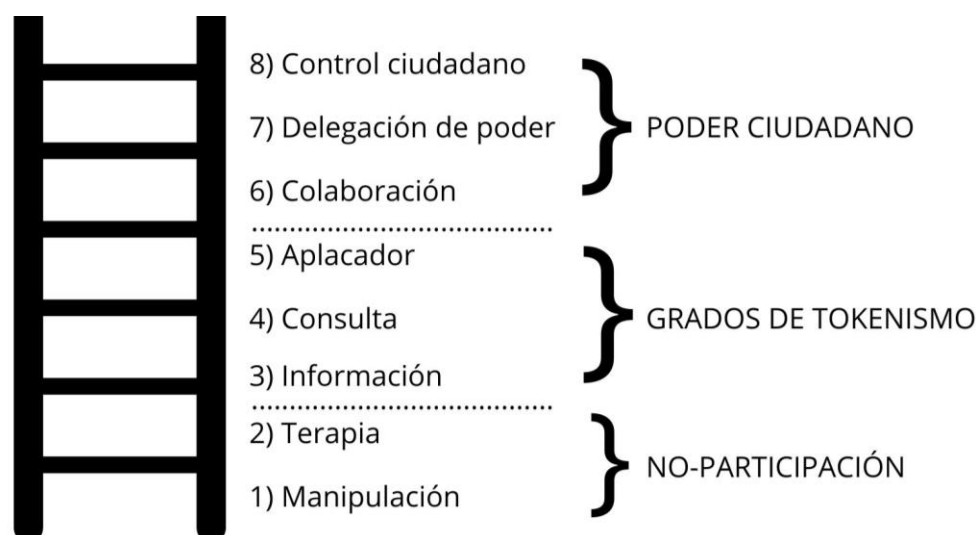 8) Control ciudadano
7) Delegación de poder
6) Colaboración
PODER CIUDADANO
5) Aplacador
4) Consulta
3) Información
GRADOS DE TOKENISMO
2) Terapia
1) Manipulación
NO-PARTICIPACIÓN